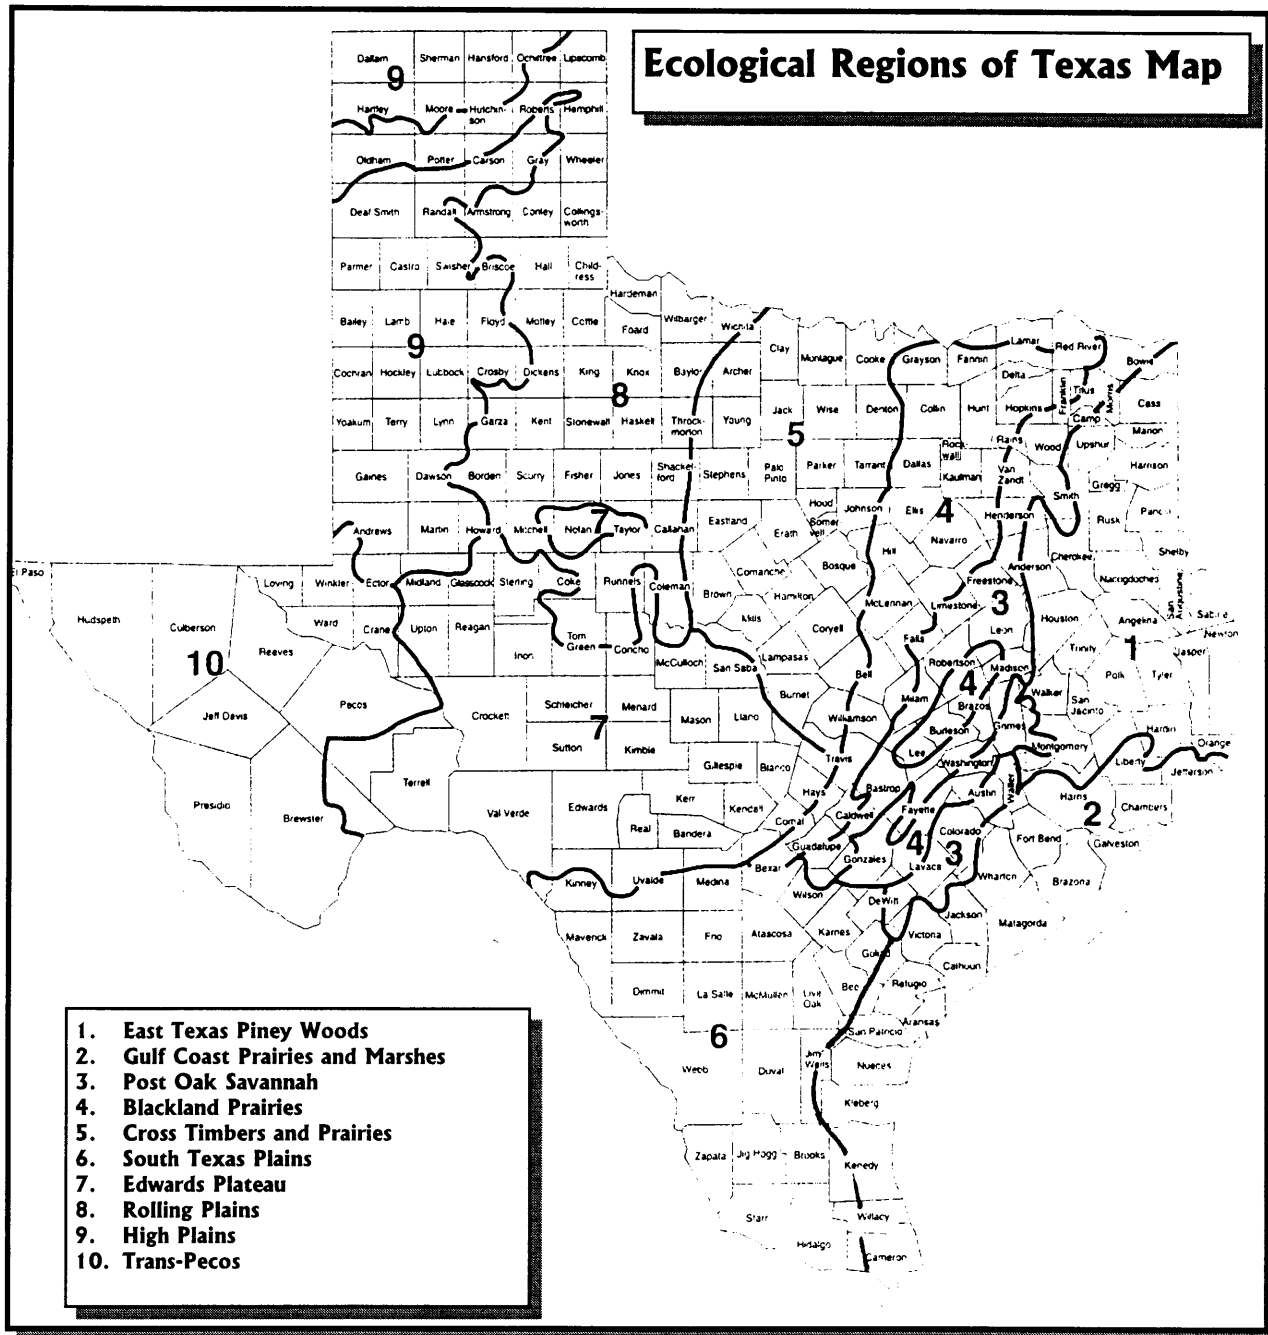 Ecological Regions of Texas Map
Dallam Sherman Hansford Ochiltree Lipscomb
9
Hartley Moore Hutchin-
son Roberts Hemphill
Oldham Potter Carson Gray Wheeler
Deaf Smith Randall Armstrong Donley Collings-
worth
Parmer Castro Swisher Briscoe Hall Child-
ress
Hardeman
Bailey Lamb Hale Floyd Motley Cottle Foard Wilbarger Wichita
9
Clay Montague Cooke Grayson Fannin Lamar Red River Bowie
Cochran Hockley Lubbock Crosby Dickens King Knox Baylor Archer Delta Franklin Titus Morris Cass
8
Yoakum Terry Lynn Garza Kent Stonewall Haskell Throck-
morton Young Jack Wise Denton Collin Hunt Hopkins Camp Marion
5
Rock
wall Rains Wood Upshur Harrison
Gaines Dawson Borden Scurry Fisher Jones Shackel-
ford Stephens Palo
Pinto Parker Tarrant Dallas Kaufman Van
Zandt Smith Gregg
Andrews Martin Howard Mitchell Nolan 7 Taylor Callahan Eastland Erath Hood Somer
vell Johnson Ellis 4 Henderson Rusk
Navarro Hill Bosque Cherokee Shelby
El Paso Loving Winkler Ector Midland Glasscock Sterling Coke Runnels Coleman Brown Comanche Hamilton Freestone Anderson Nacogdoches San
Augustine
Hudspeth Culberson Reeves Ward Crane Upton Reagan Irion Tom
Green Concho McCulloch San Saba Mills Lampasas Coryell McLennan Limestone 3 Falls Leon Houston Angelina Sabine
Newton
10
Trinity 1 Jasper
Jeff Davis Pecos Crockett Schleicher Menard Mason Llano Burnet Bell Robertson Madison 4 Milam Brazos Walker San
Jacinto Polk Tyler
7
Sutton Kimble Gillespie Blanco Williamson Travis Burleson Lee Grimes Washington Montgomery Hardin Liberty Orange
Jefferson
Presidio Brewster Terrell Val Verde Edwards Kerr Real Bandera Kendall Hays Comal Bastrop Caldwell Fayette Austin Waller Harris 2 Chambers
Guadalupe Gonzales 4 Colorado 3 Lavaca Fort Bend Galveston
Kinney Uvalde Medina Bexar Wilson DeWitt Wharton Brazoria
Maverick Zavala Frio Atascosa Karnes Goliad Victoria Jackson Matagorda
Calhoun
Dimmit La Salle McMullen Live
Oak Bee Refugio
6
Aransas
San Patricio
Webb Duval Jim
Wells Nueces
Kleberg
Zapata Jim Hogg Brooks Kenedy
Starr Hidalgo Willacy
Cameron
1. East Texas Piney Woods
2. Gulf Coast Prairies and Marshes
3. Post Oak Savannah
4. Blackland Prairies
5. Cross Timbers and Prairies
6. South Texas Plains
7. Edwards Plateau
8. Rolling Plains
9. High Plains
10. Trans-Pecos